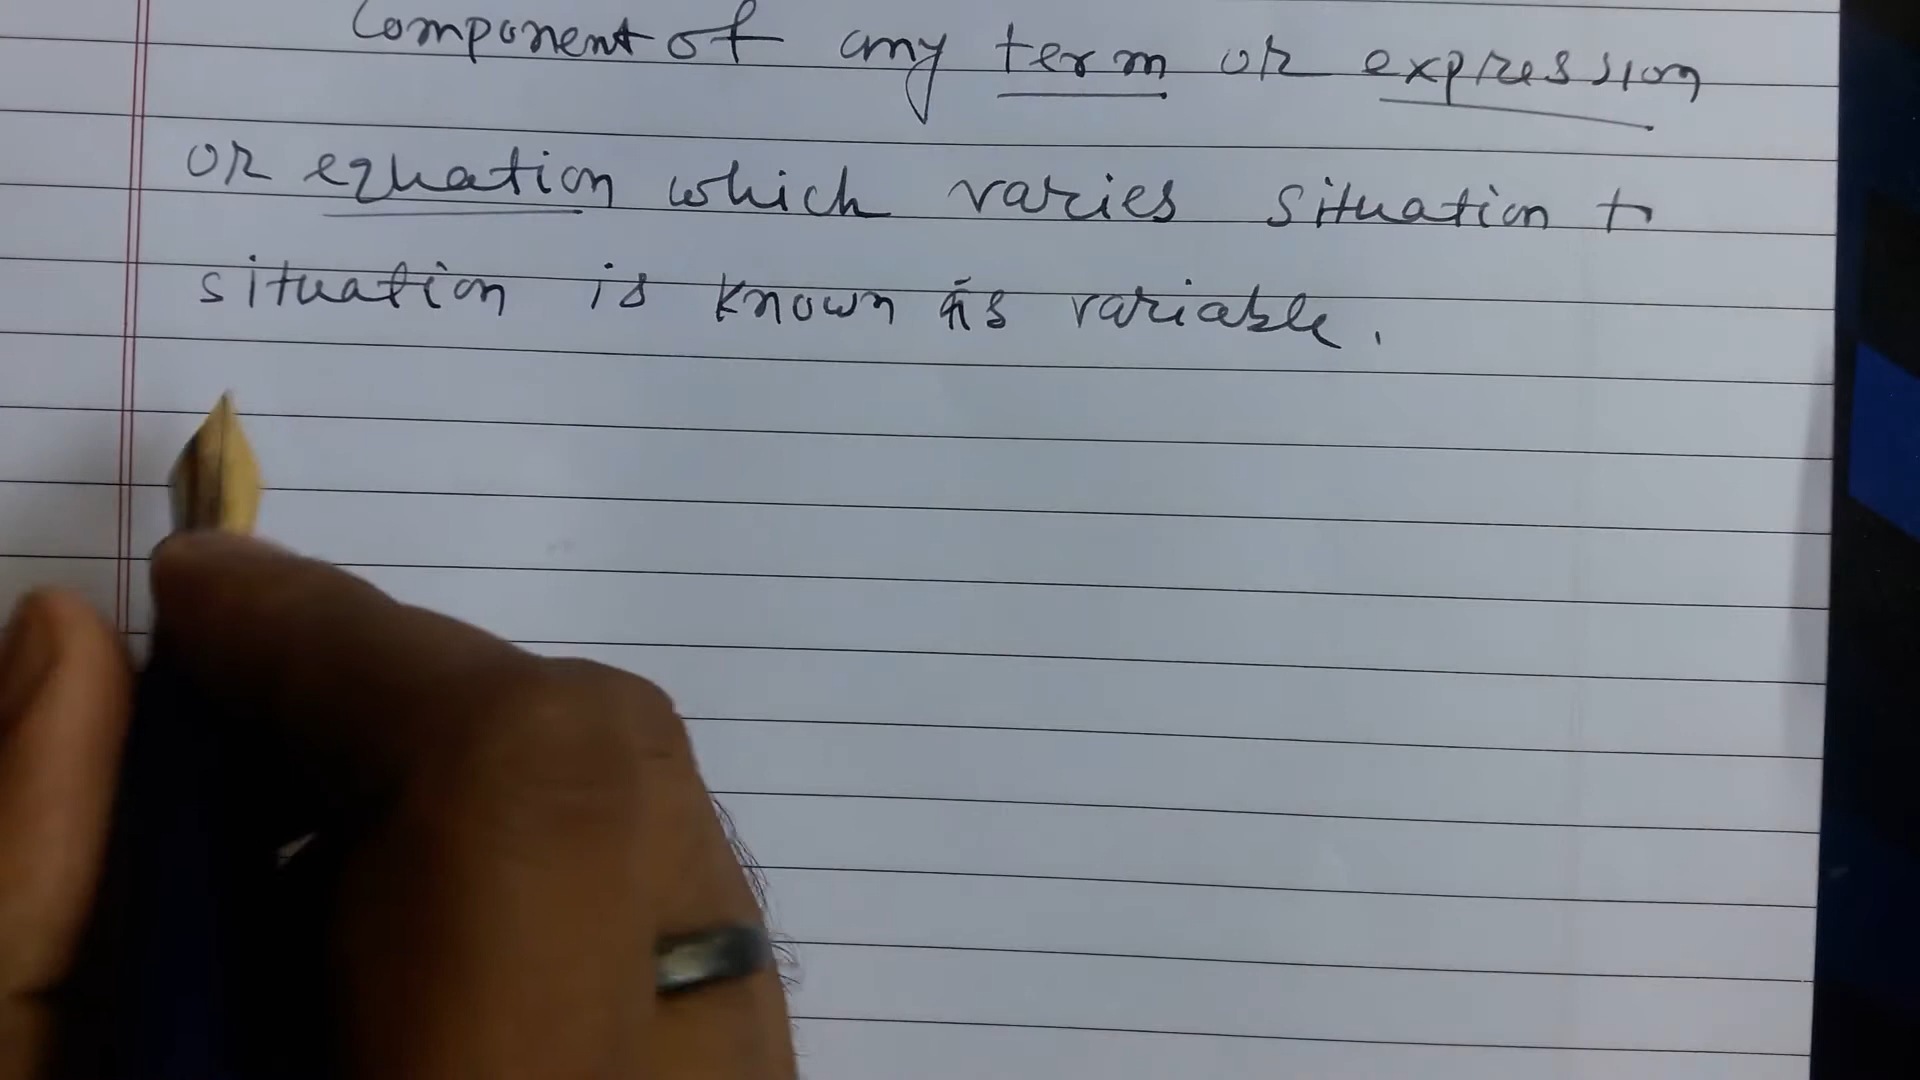 Component of any term or expression
or equation which varies situation to
situation is known as variable.